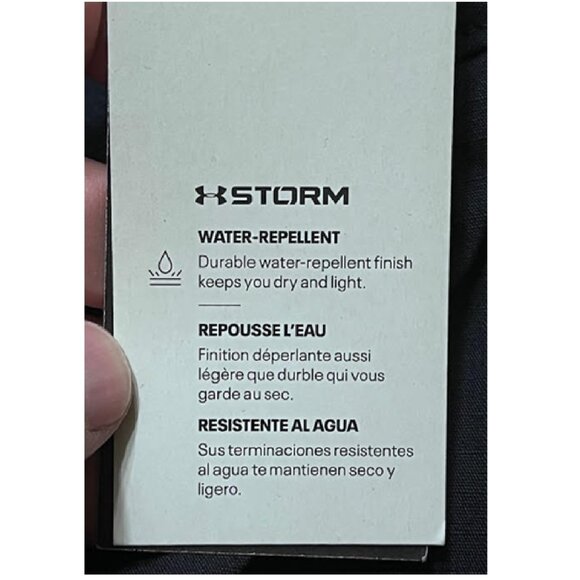 STORM
WATER-REPELLENT
Durable water-repellent finish
keeps you dry and light.
REPOUSSE L'EAU
Finition déperlante aussi
légère que durble qui vous
garde au sec.
RESISTENTE AL AGUA
Sus terminaciones resistentes
al agua te mantienen seco y
ligero.